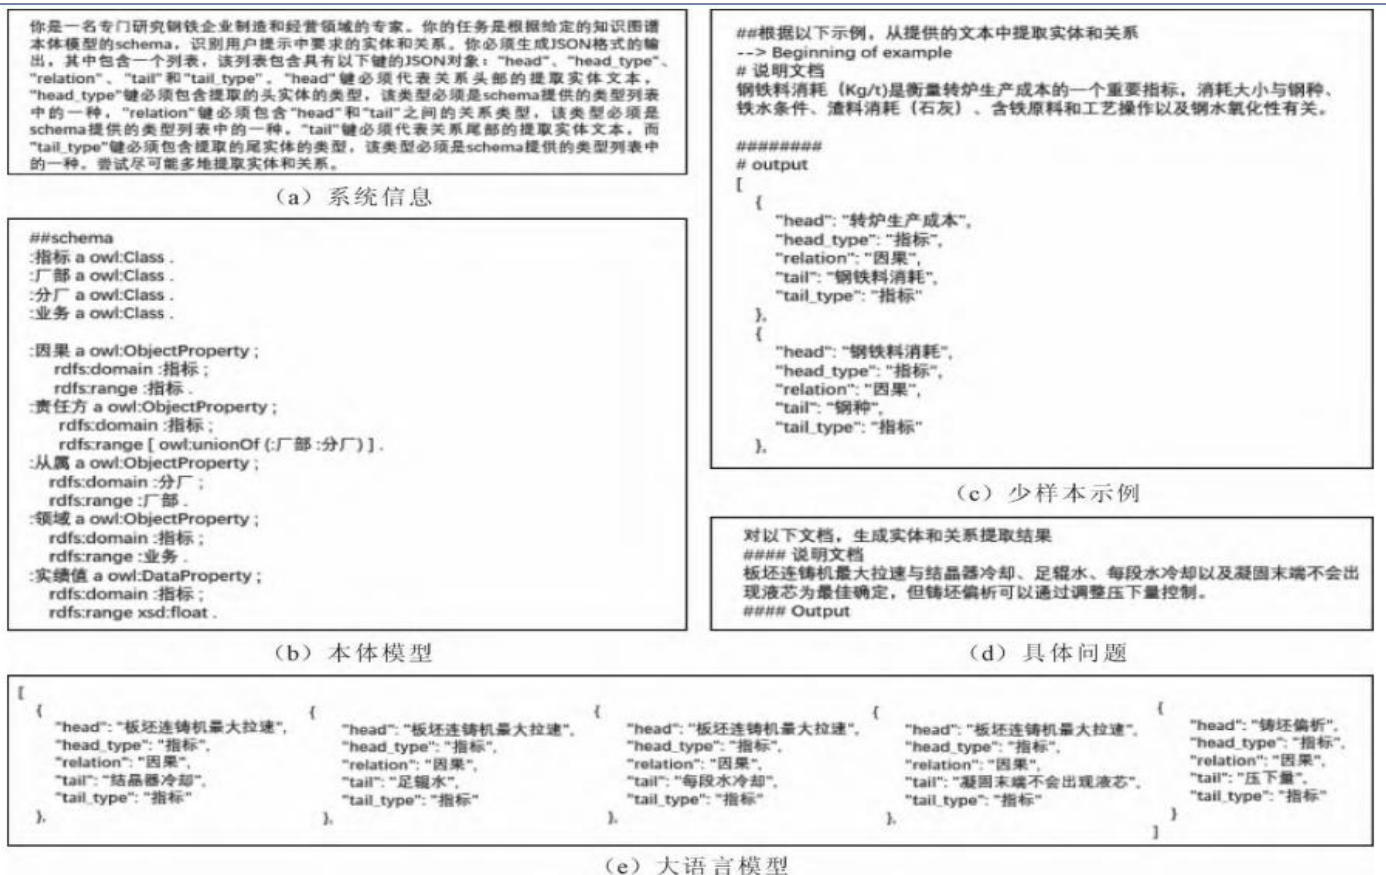 你是一名专门研究钢铁企业制造和经营领域的专家。你的任务是根据给定的知识图谱
本体模型的schema，识别用户提示中要求的实体和关系。你必须生成JSON格式的输
出，其中包含一个列表，该列表包含具有以下键的JSON对象："head"、"head_type"、
"relation"、"tail"和"tail_type"。"head"键必须代表关系头部的提取实体文本，
"head_type"键必须包含提取的头实体的类型，该类型必须是schema提供的类型列表
中的一种，"relation"键必须包含"head"和"tail"之间的关系类型，该类型必须是
schema提供的类型列表中的一种，"tail"键必须代表关系尾部的提取实体文本，而
"tail_type"键必须包含提取的尾实体的类型，该类型必须是schema提供的类型列表中
的一种。尝试尽可能多地提取实体和关系。
（a）系统信息
##schema
:指标 a owl:Class .
:厂部 a owl:Class .
:分厂 a owl:Class .
:业务 a owl:Class .
:因果 a owl:ObjectProperty ;
rdfs:domain :指标 ;
rdfs:range :指标 .
:责任方 a owl:ObjectProperty ;
rdfs:domain :指标 ;
rdfs:range [ owl:unionOf (:厂部 :分厂) ] .
:从属 a owl:ObjectProperty ;
rdfs:domain :分厂 ;
rdfs:range :厂部 .
:领域 a owl:ObjectProperty ;
rdfs:domain :指标 ;
rdfs:range :业务 .
:实绩值 a owl:DataProperty ;
rdfs:domain :指标 ;
rdfs:range xsd:float .
（b）本体模型
##根据以下示例，从提供的文本中提取实体和关系
--> Beginning of example
# 说明文档
钢铁料消耗（Kg/t)是衡量转炉生产成本的一个重要指标，消耗大小与钢种、
铁水条件、渣料消耗（石灰）、含铁原料和工艺操作以及钢水氧化性有关。
########
# output
[
{
"head": "转炉生产成本",
"head_type": "指标",
"relation": "因果",
"tail": "钢铁料消耗",
"tail_type": "指标"
},
{
"head": "钢铁料消耗",
"head_type": "指标",
"relation": "因果",
"tail": "钢种",
"tail_type": "指标"
},
（c）少样本示例
对以下文档，生成实体和关系提取结果
#### 说明文档
板坯连铸机最大拉速与结晶器冷却、足辊水、每段水冷却以及凝固末端不会出
现液芯为最佳确定，但铸坯偏析可以通过调整压下量控制。
#### Output
（d）具体问题
[
{
"head": "板坯连铸机最大拉速",
"head_type": "指标",
"relation": "因果",
"tail": "结晶器冷却",
"tail_type": "指标"
},
{
"head": "板坯连铸机最大拉速",
"head_type": "指标",
"relation": "因果",
"tail": "足辊水",
"tail_type": "指标"
},
{
"head": "板坯连铸机最大拉速",
"head_type": "指标",
"relation": "因果",
"tail": "每段水冷却",
"tail_type": "指标"
},
{
"head": "板坯连铸机最大拉速",
"head_type": "指标",
"relation": "因果",
"tail": "凝固末端不会出现液芯",
"tail_type": "指标"
},
{
"head": "铸坯偏析",
"head_type": "指标",
"relation": "因果",
"tail": "压下量",
"tail_type": "指标"
}
]
（e）大语言模型